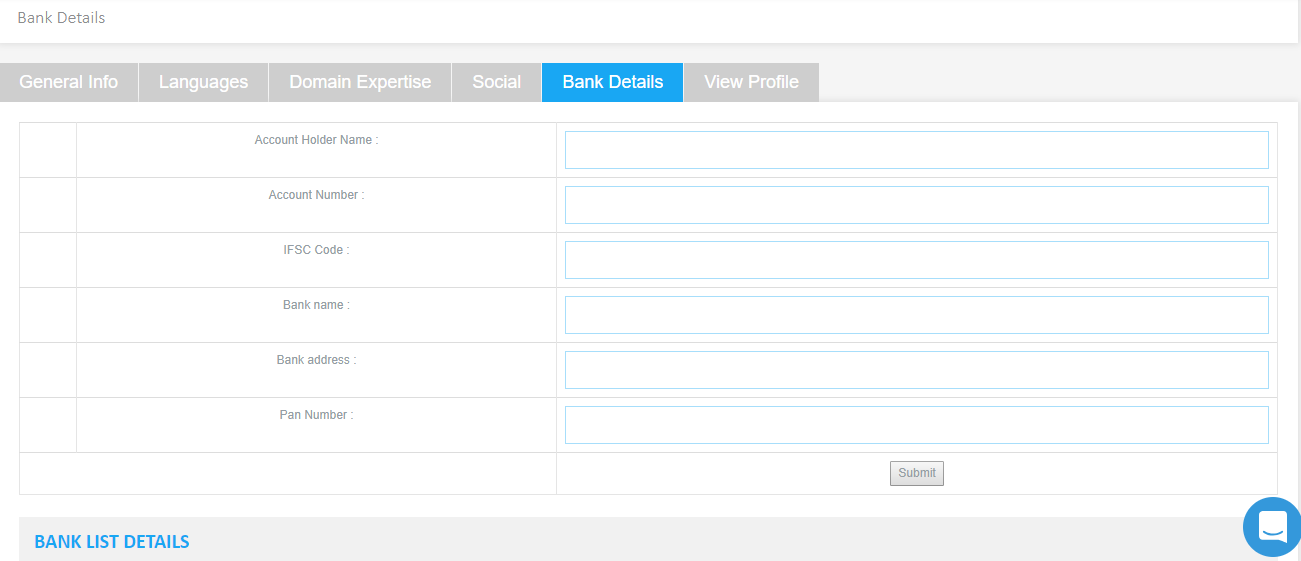 Bank Details
General Info Languages Domain Expertise Social Bank Details View Profile
Account Holder Name :
Account Number :
IFSC Code :
Bank name :
Bank address :
Pan Number :
Submit
BANK LIST DETAILS